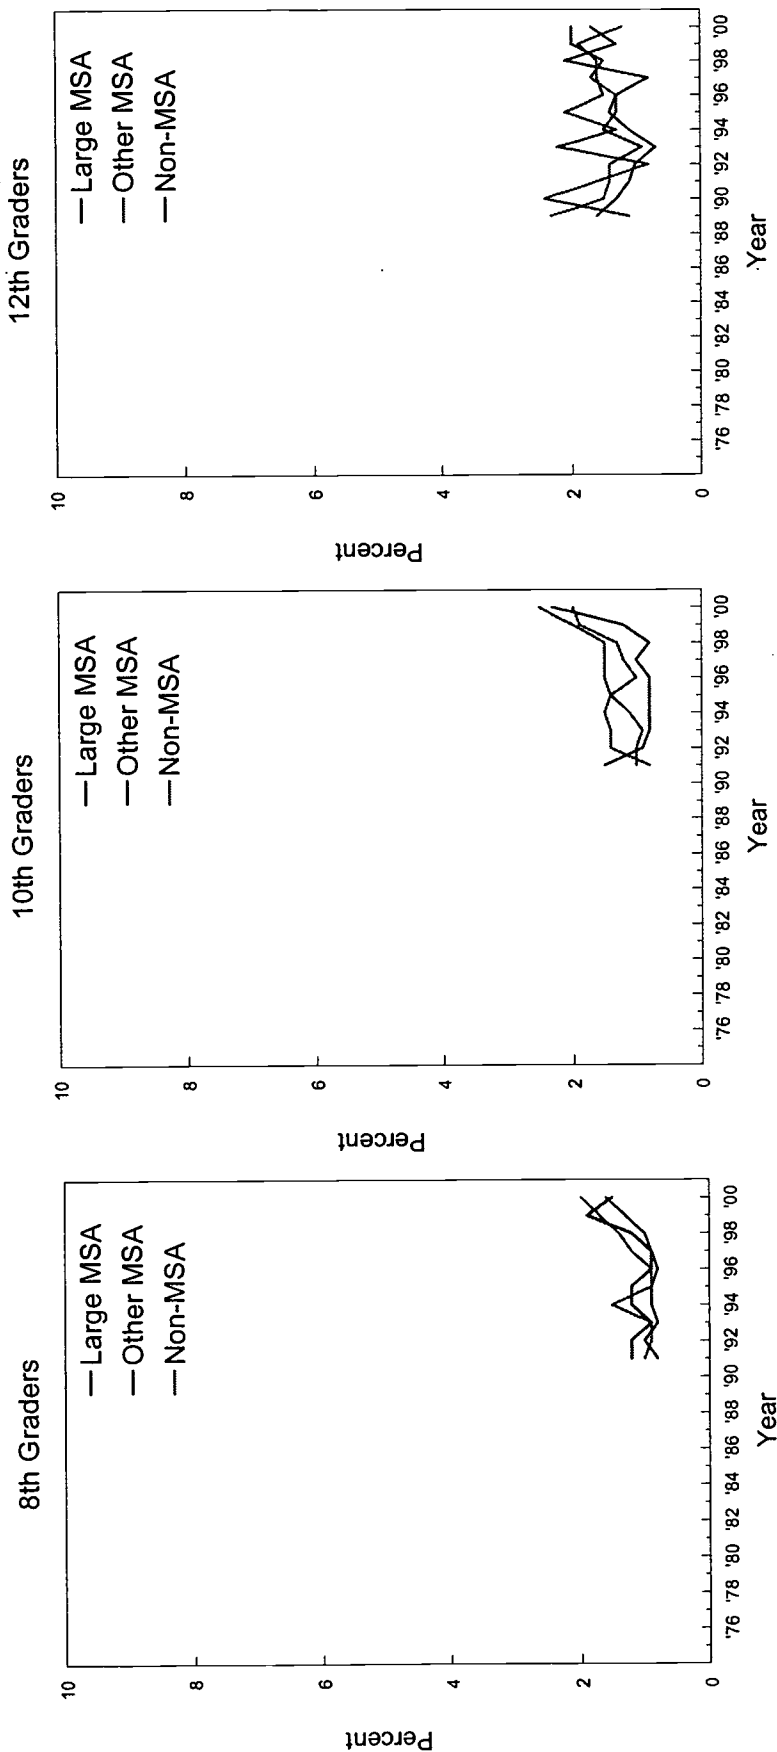 8th Graders
Large MSA
Other MSA
Non-MSA
Percent
10
8
6
4
2
0
'76 '78 '80 '82 '84 '86 '88 '90 '92 '94 '96 '98 '00
Year
10th Graders
Large MSA
Other MSA
Non-MSA
Percent
10
8
6
4
2
0
'76 '78 '80 '82 '84 '86 '88 '90 '92 '94 '96 '98 '00
Year
12th Graders
Large MSA
Other MSA
Non-MSA
Percent
10
8
6
4
2
0
'76 '78 '80 '82 '84 '86 '88 '90 '92 '94 '96 '98 '00
Year